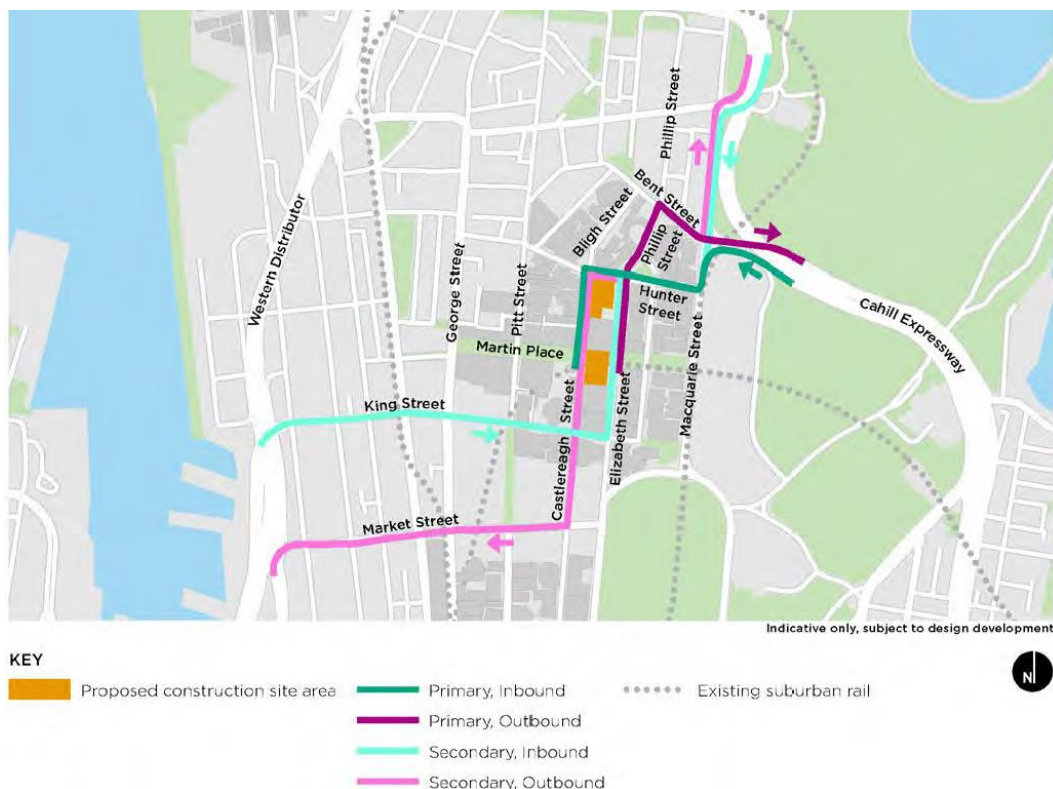 Phillip Street
Bent Street
Western Distributor
Bligh Street
Phillip
Street
George Street
Pitt Street
Hunter
Street
Cahill Expressway
Martin Place
Macquarie Street
King Street
Castlereagh Street
Elizabeth Street
Market Street
Indicative only, subject to design development
KEY
Proposed construction site area
Primary, Inbound
Existing suburban rail
Primary, Outbound
Secondary, Inbound
Secondary, Outbound
N